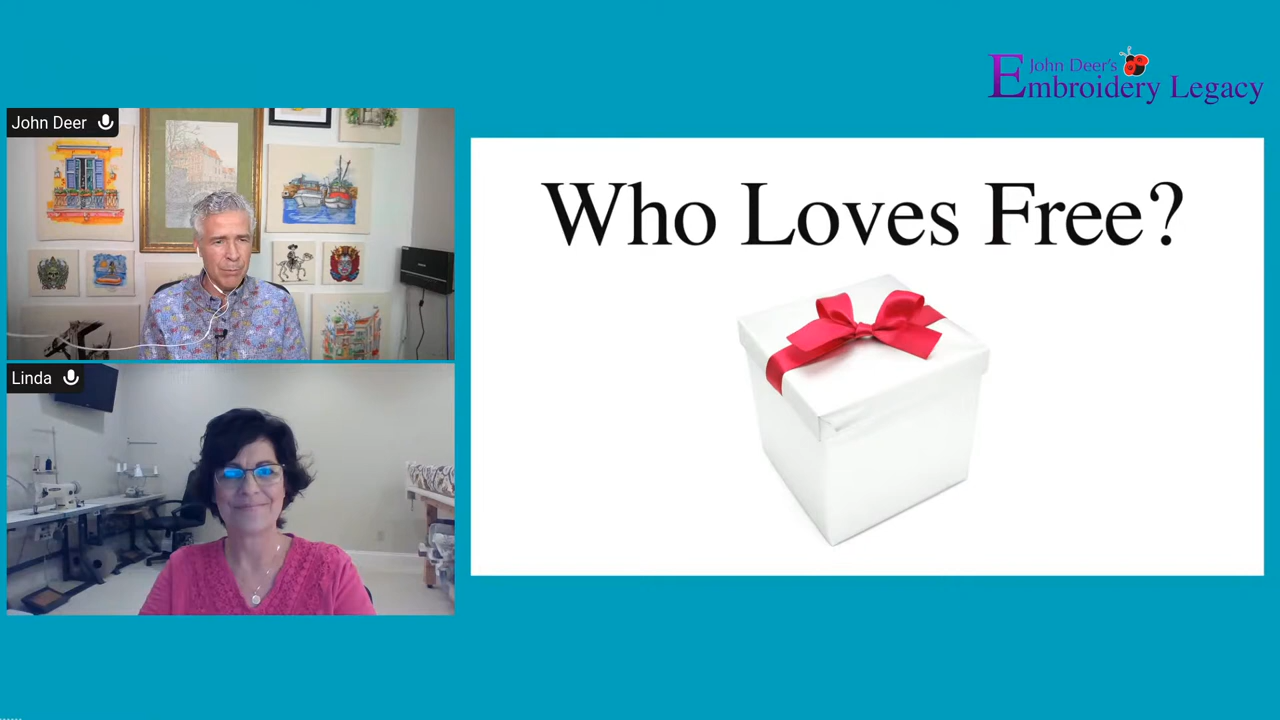 John Deer's
Embroidery Legacy
John Deer
Who Loves Free?
Linda